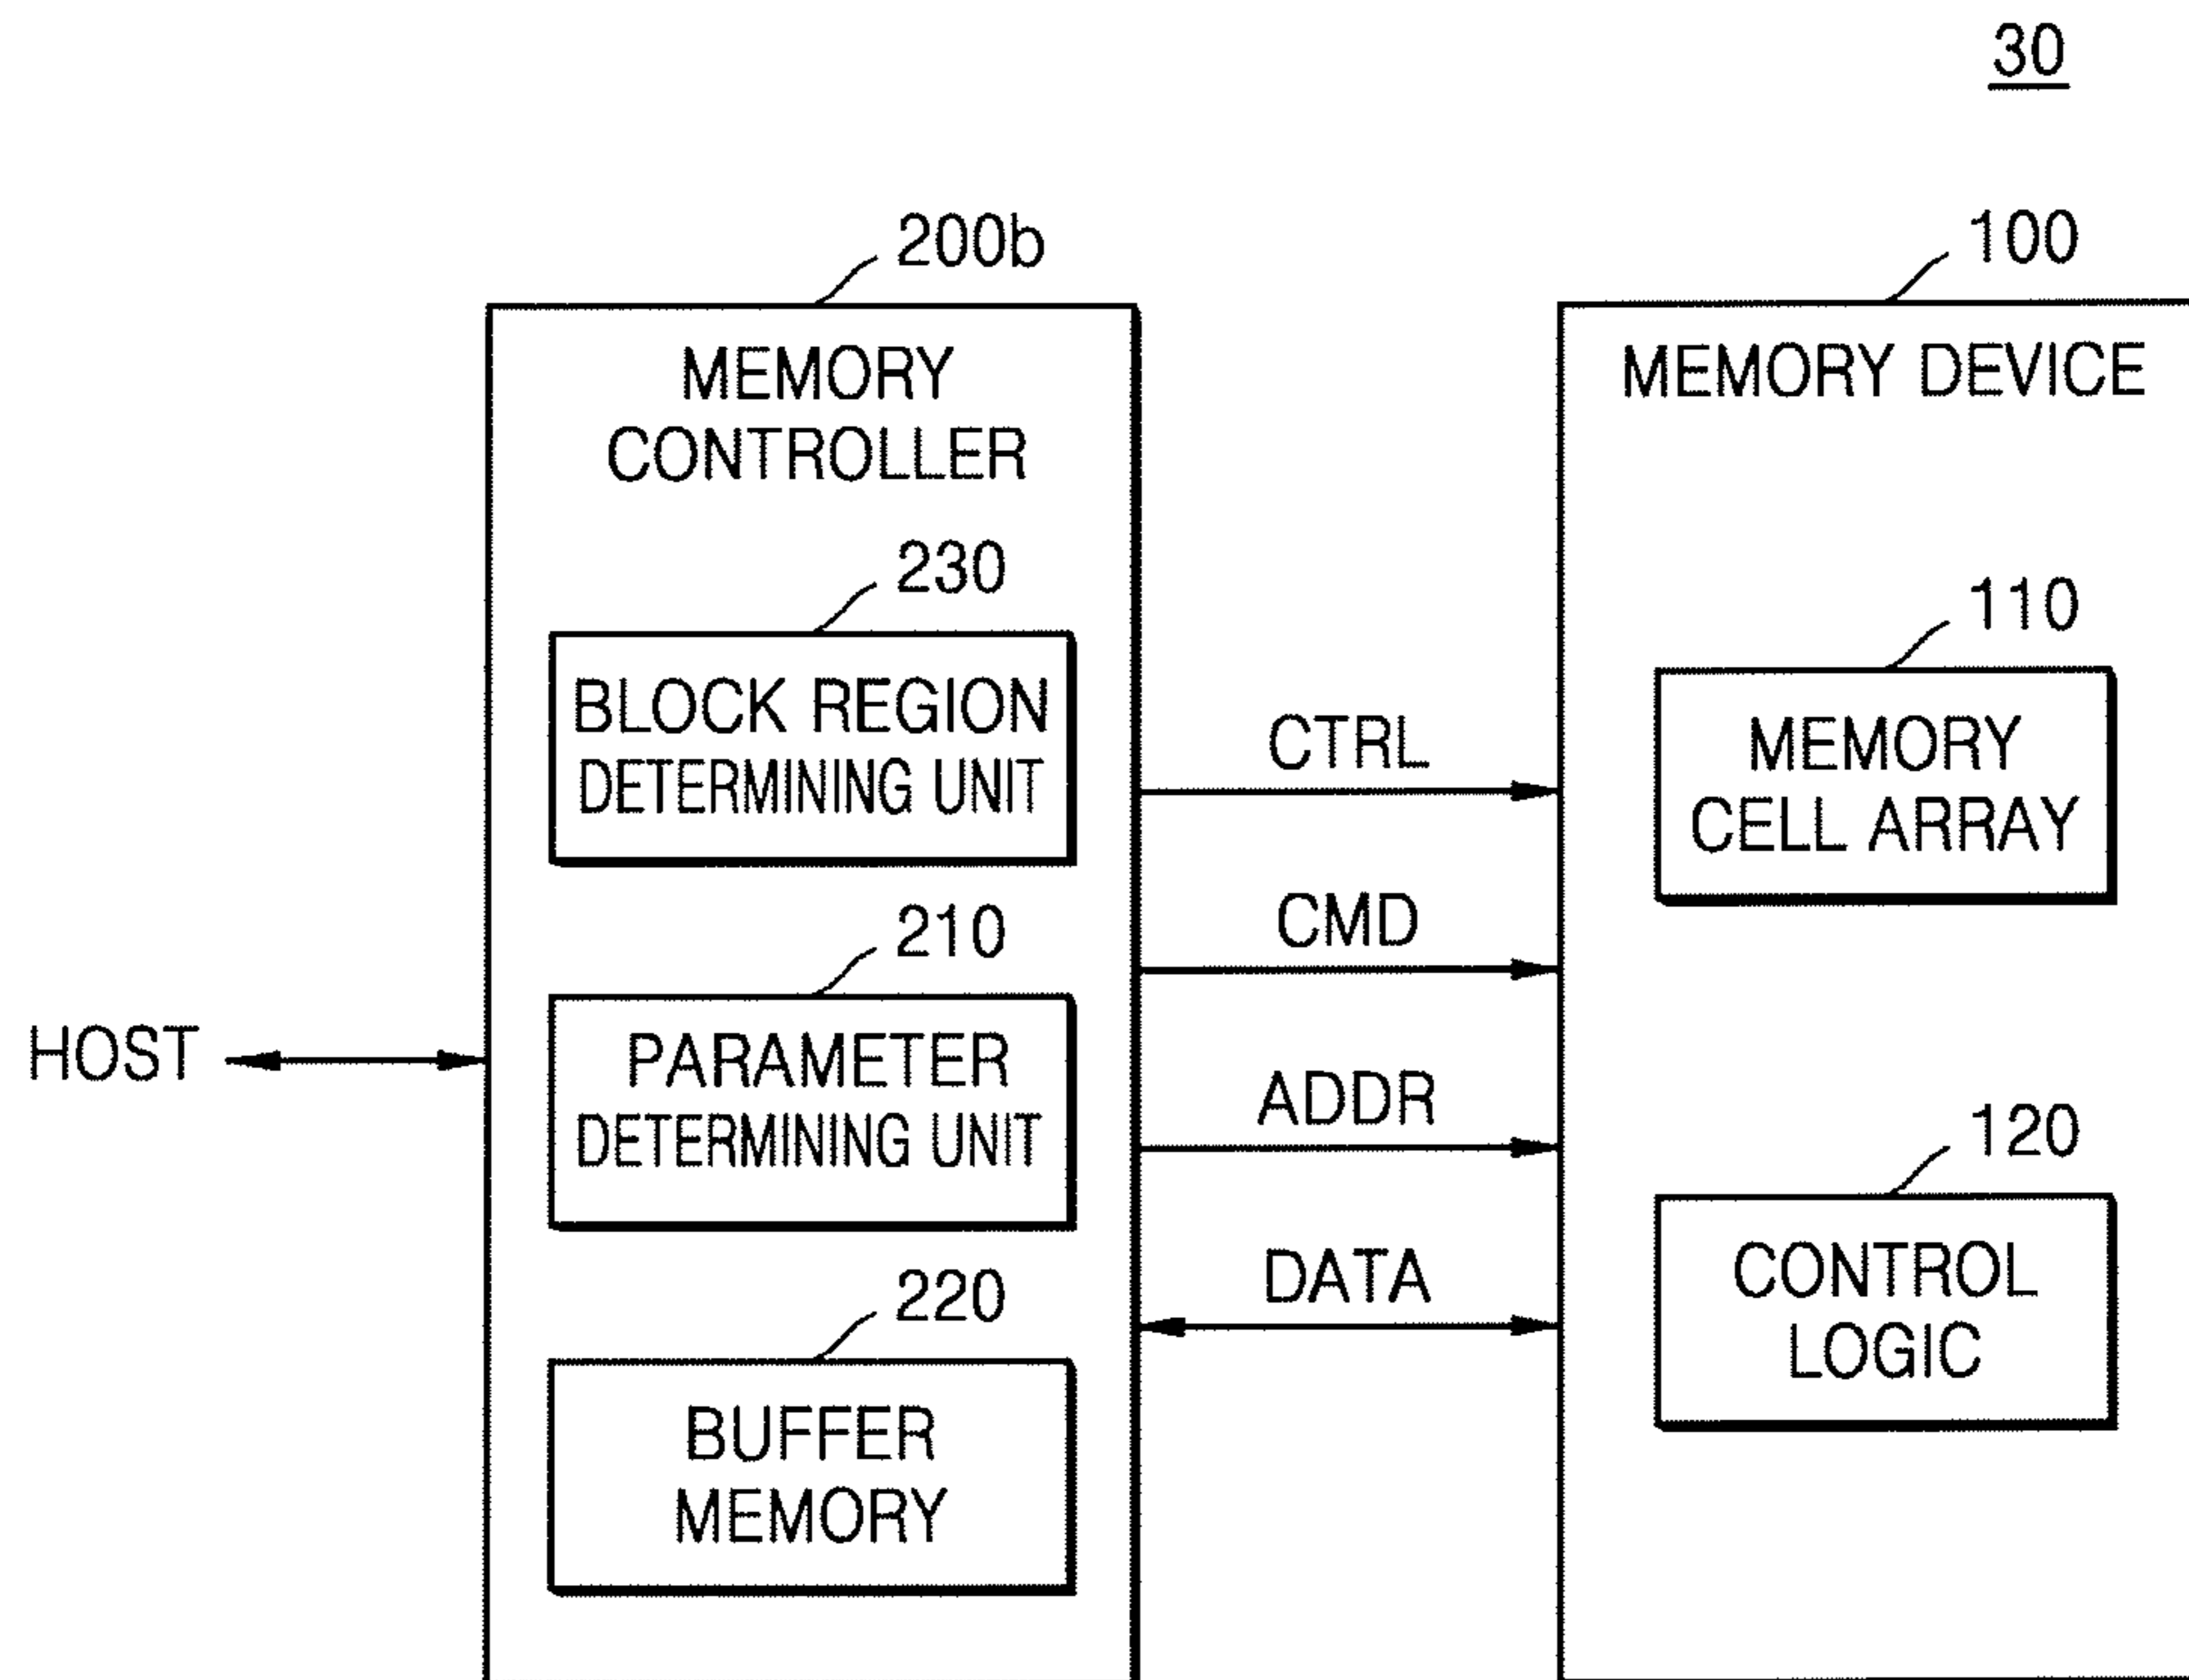 30
200b
MEMORY
CONTROLLER
230
BLOCK REGION
DETERMINING UNIT
210
PARAMETER
DETERMINING UNIT
220
BUFFER
MEMORY
HOST
CTRL
CMD
ADDR
DATA
100
MEMORY DEVICE
110
MEMORY
CELL ARRAY
120
CONTROL
LOGIC